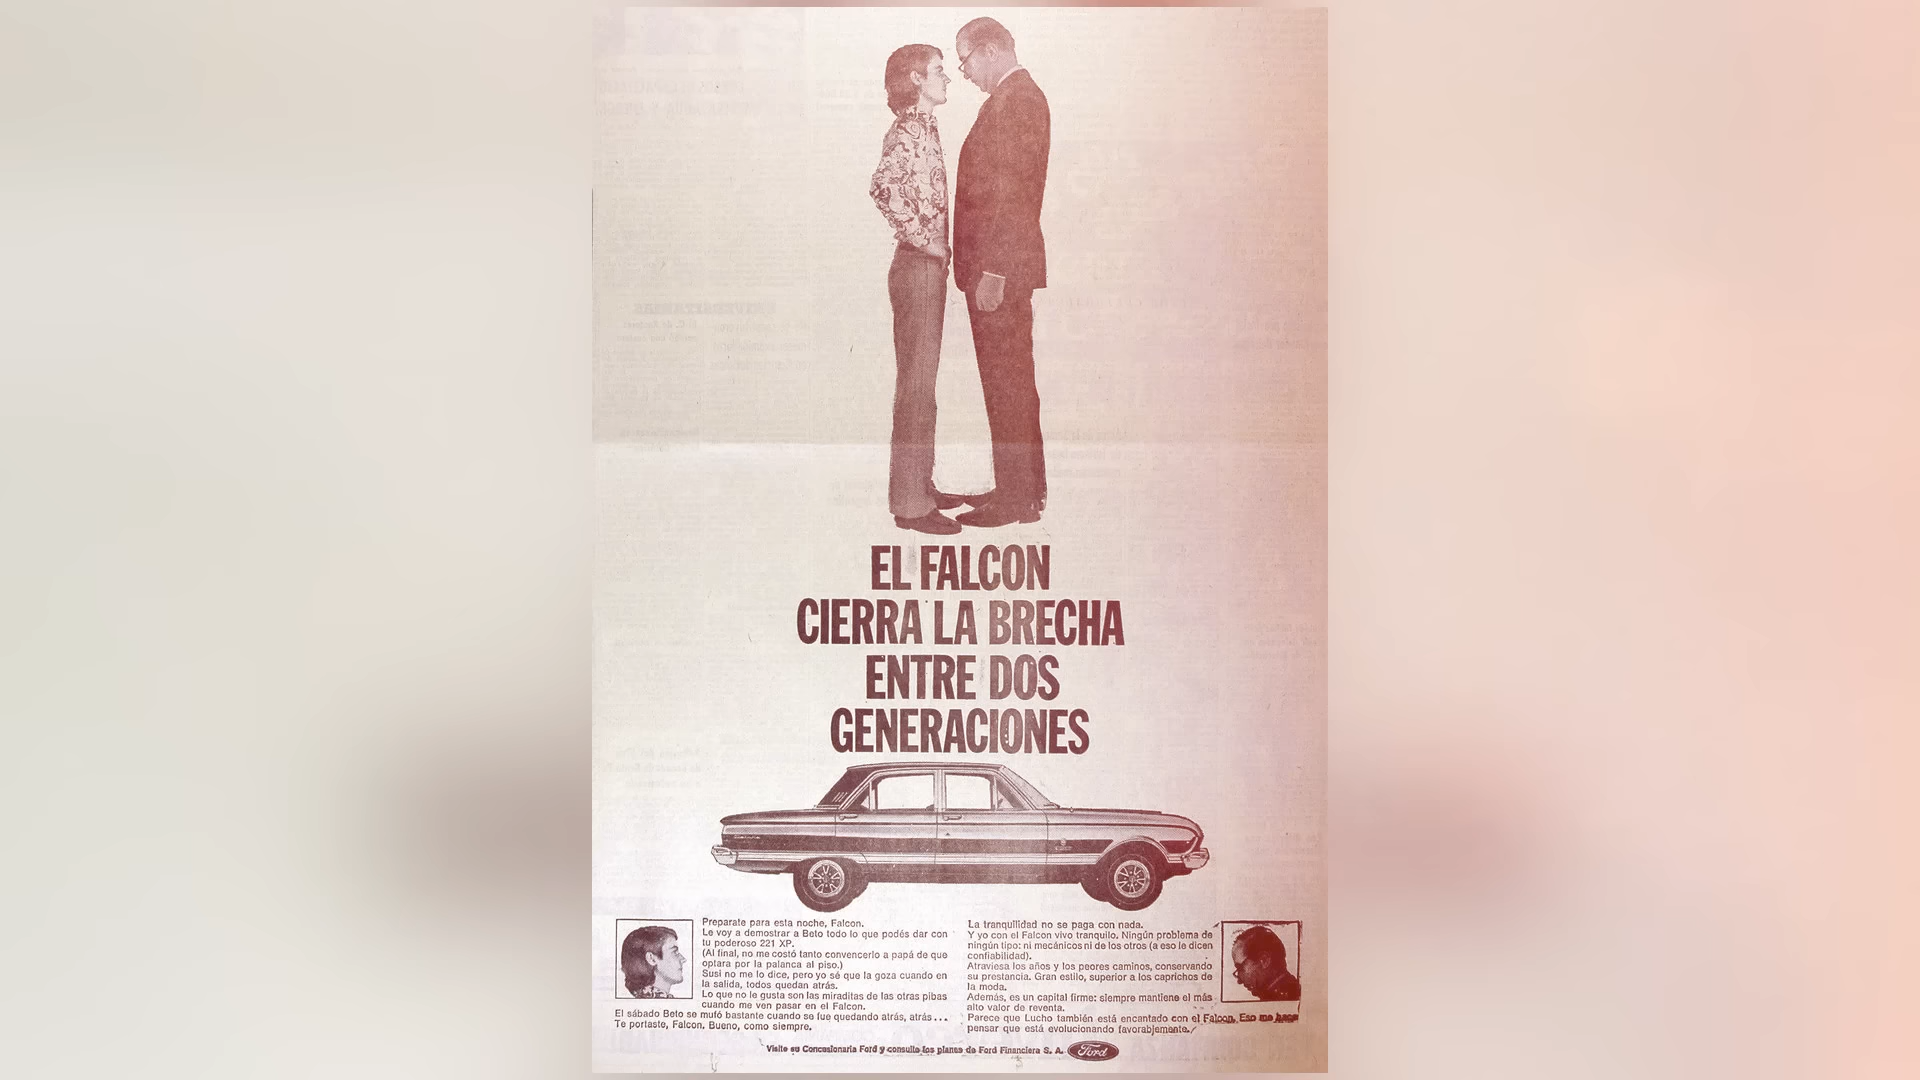 EL FALCON
CIERRA LA BRECHA
ENTRE DOS
GENERACIONES
Preparate para esta noche, Falcon.
Le voy a demostrar a Beto todo lo que podés dar con
tu poderoso 221 XP.
(Al final, no me costó tanto convencerlo a papá de que
optara por la palanca al piso.)
Susi no me lo dice, pero yo sé que la goza cuando en
la salida, todos quedan atrás.
Lo que no le gusta son las miraditas de las otras pibas
cuando me ven pasar en el Falcon.
El sábado Beto se mufó bastante cuando se fue quedando atrás, atrás...
Te portaste, Falcon. Bueno, como siempre.
La tranquilidad no se paga con nada.
Y yo con el Falcon vivo tranquilo. Ningún problema de
ningún tipo: ni mecánicos ni de los otros (a eso le dicen
confiabilidad).
Atraviesa los años y los peores caminos, conservando
su prestancia. Gran estilo, superior a los caprichos de
la moda.
Además, es un capital firme: siempre mantiene el más
alto valor de reventa.
Parece que Lucho también está encantado con el Falcon. Eso me hace
pensar que está evolucionando favorablemente.
Visite su Concesionaria Ford y consulte los planes de Ford Financiera S. A.
Ford